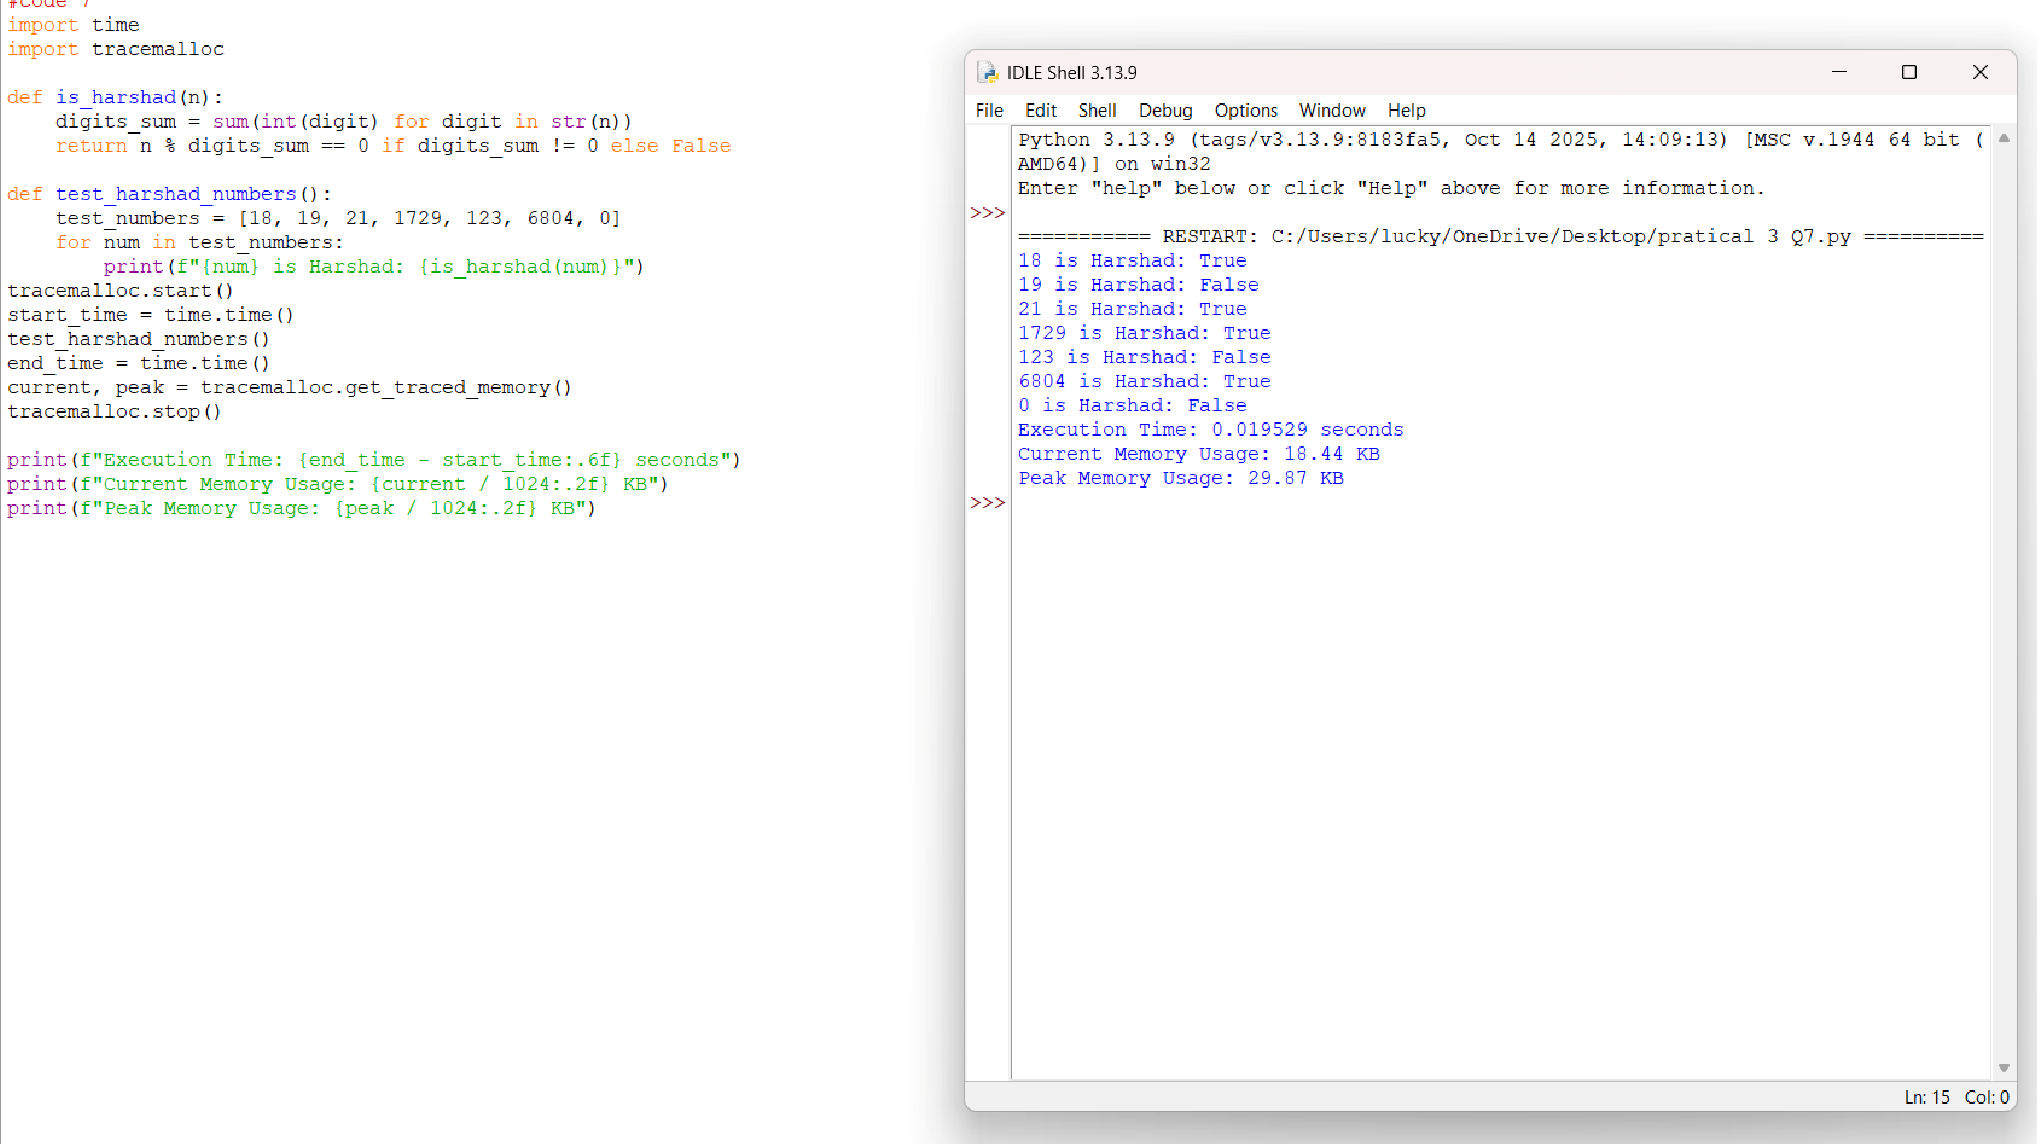 #Code 7
import time
import tracemalloc
def is_harshad(n):
    digits_sum = sum(int(digit) for digit in str(n))
    return n % digits_sum == 0 if digits_sum != 0 else False
def test_harshad_numbers():
    test_numbers = [18, 19, 21, 1729, 123, 6804, 0]
    for num in test_numbers:
        print(f"{num} is Harshad: {is_harshad(num)}")
tracemalloc.start()
start_time = time.time()
test_harshad_numbers()
end_time = time.time()
current, peak = tracemalloc.get_traced_memory()
tracemalloc.stop()
print(f"Execution Time: {end_time - start_time:.6f} seconds")
print(f"Current Memory Usage: {current / 1024:.2f} KB")
print(f"Peak Memory Usage: {peak / 1024:.2f} KB")
IDLE Shell 3.13.9
File Edit Shell Debug Options Window Help
Python 3.13.9 (tags/v3.13.9:8183fa5, Oct 14 2025, 14:09:13) [MSC v.1944 64 bit (
AMD64)] on win32
Enter "help" below or click "Help" above for more information.
>>>
=========== RESTART: C:/Users/lucky/OneDrive/Desktop/pratical 3 Q7.py ==========
18 is Harshad: True
19 is Harshad: False
21 is Harshad: True
1729 is Harshad: True
123 is Harshad: False
6804 is Harshad: True
0 is Harshad: False
Execution Time: 0.019529 seconds
Current Memory Usage: 18.44 KB
Peak Memory Usage: 29.87 KB
>>>
Ln: 15 Col: 0